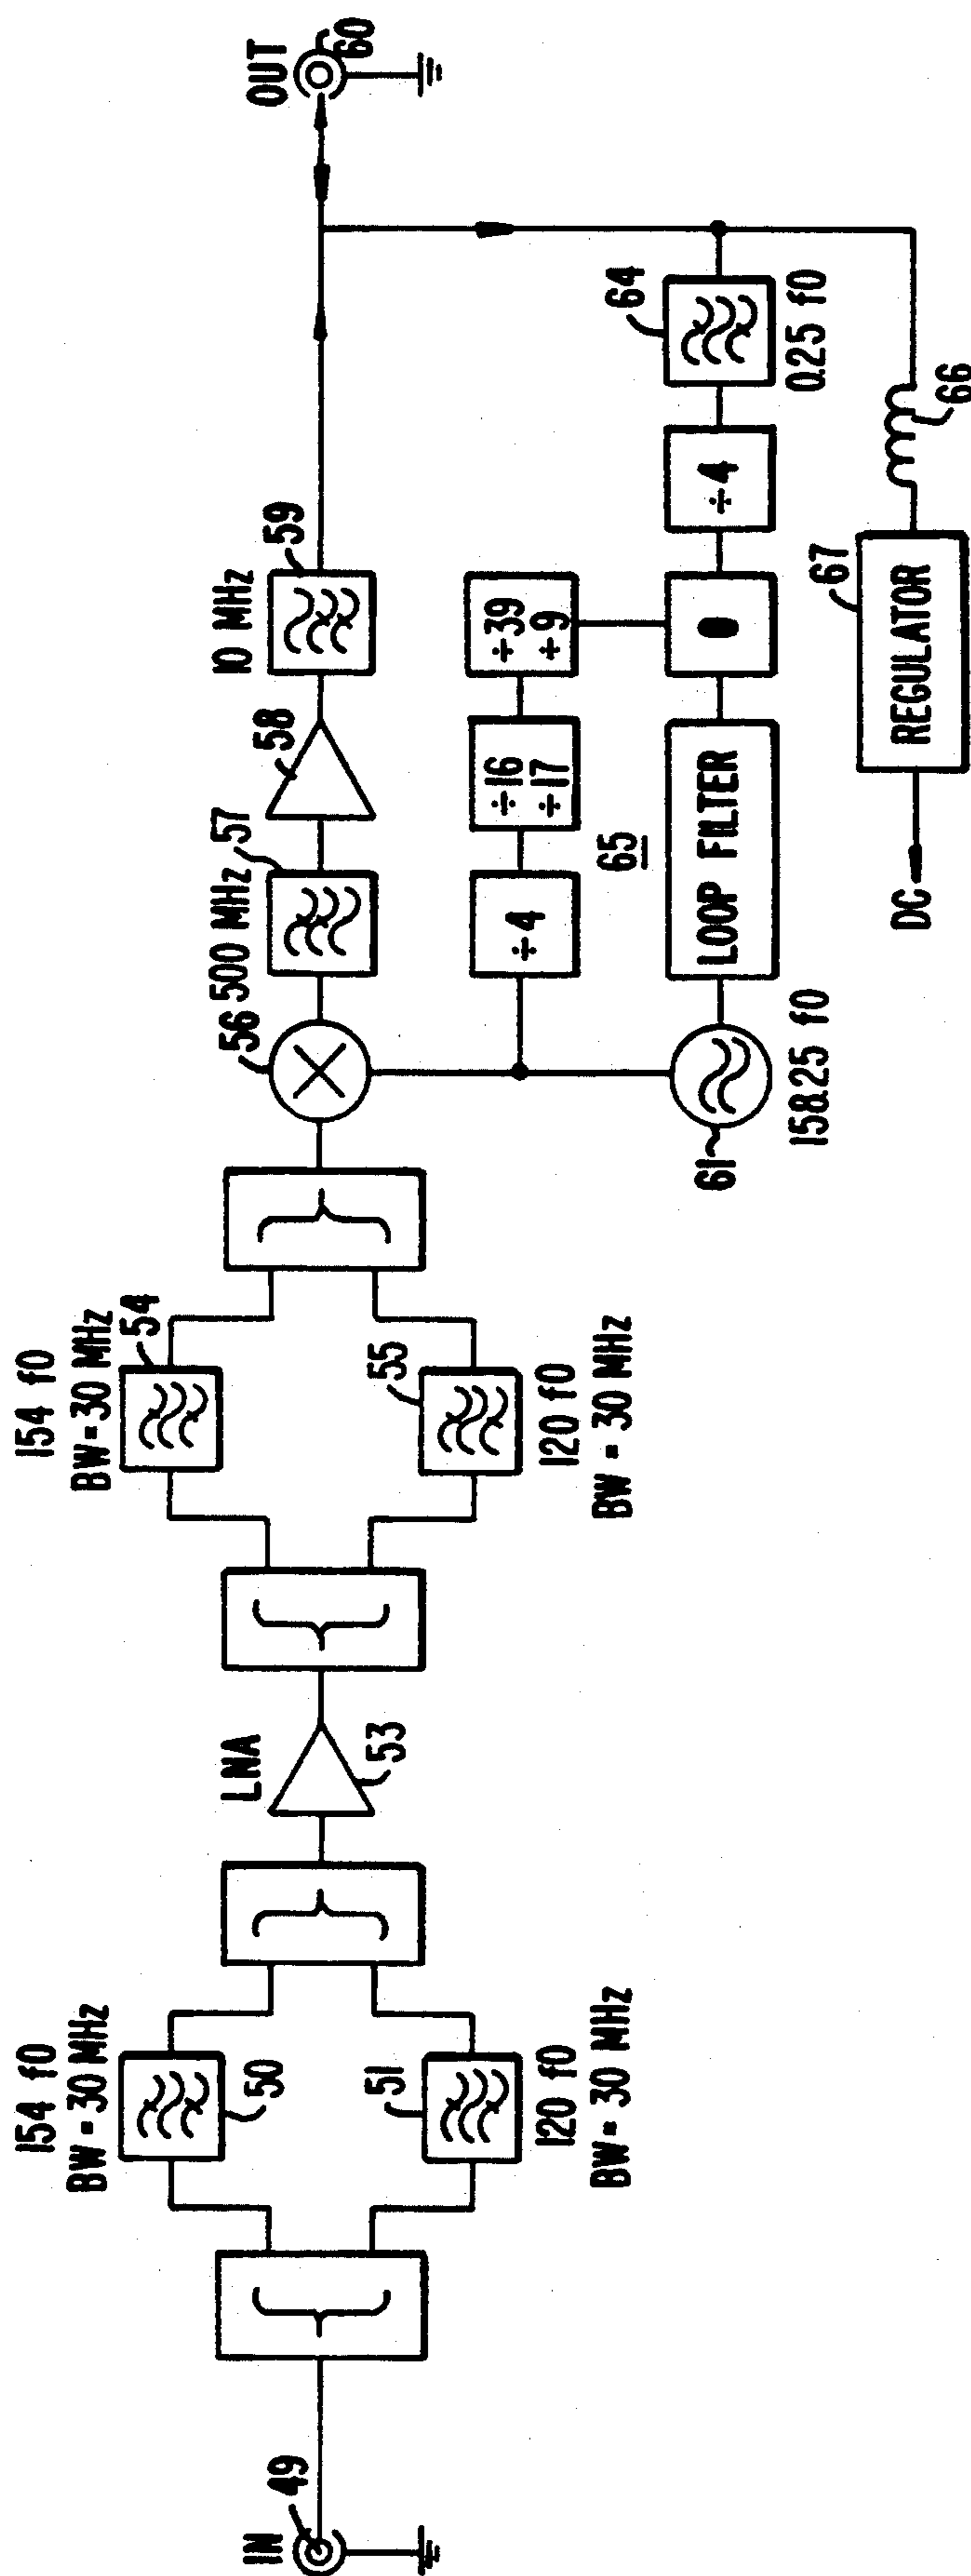 IN
49
154 f0
BW = 30 MHz
50
51
120 f0
BW = 30 MHz
LNA
53
154 f0
BW = 30 MHz
54
55
120 f0
BW = 30 MHz
56
500 MHz
57
58
10 MHz
59
OUT
60
÷4
÷16
÷17
÷39
÷9
65
61
158.25 f0
LOOP FILTER
÷4
64
0.25 f0
66
67
REGULATOR
DC